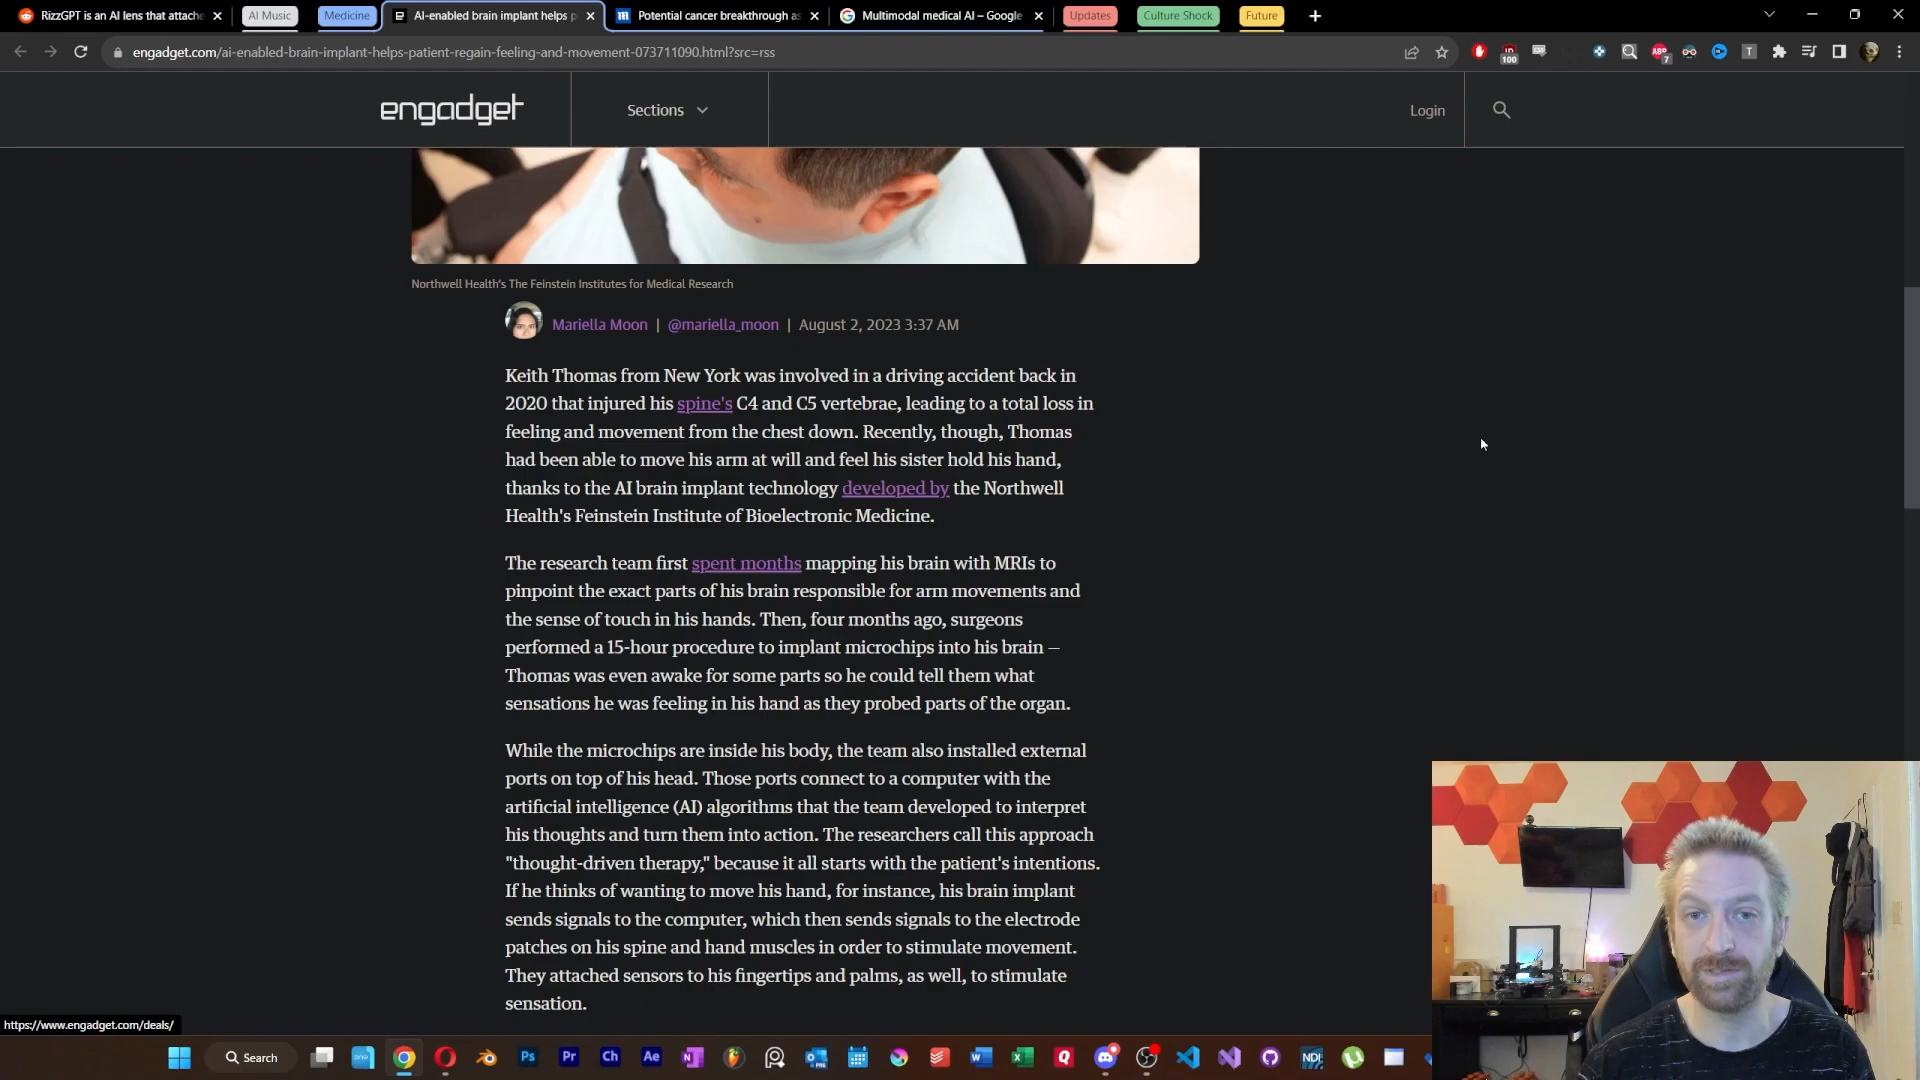 RizzGPT is an AI lens that attache
AI Music
Medicine
AI-enabled brain implant helps p
Potential cancer breakthrough as
Multimodal medical AI – Google
Updates
Culture Shock
Future
engadget.com/ai-enabled-brain-implant-helps-patient-regain-feeling-and-movement-073711090.html?src=rss
100
7
T
engadget
Sections
Login
Northwell Health's The Feinstein Institutes for Medical Research
Mariella Moon | @mariella_moon | August 2, 2023 3:37 AM
Keith Thomas from New York was involved in a driving accident back in
2020 that injured his spine's C4 and C5 vertebrae, leading to a total loss in
feeling and movement from the chest down. Recently, though, Thomas
had been able to move his arm at will and feel his sister hold his hand,
thanks to the AI brain implant technology developed by the Northwell
Health's Feinstein Institute of Bioelectronic Medicine.
The research team first spent months mapping his brain with MRIs to
pinpoint the exact parts of his brain responsible for arm movements and
the sense of touch in his hands. Then, four months ago, surgeons
performed a 15-hour procedure to implant microchips into his brain —
Thomas was even awake for some parts so he could tell them what
sensations he was feeling in his hand as they probed parts of the organ.
While the microchips are inside his body, the team also installed external
ports on top of his head. Those ports connect to a computer with the
artificial intelligence (AI) algorithms that the team developed to interpret
his thoughts and turn them into action. The researchers call this approach
"thought-driven therapy," because it all starts with the patient's intentions.
If he thinks of wanting to move his hand, for instance, his brain implant
sends signals to the computer, which then sends signals to the electrode
patches on his spine and hand muscles in order to stimulate movement.
They attached sensors to his fingertips and palms, as well, to stimulate
sensation.
https://www.engadget.com/deals/
Search
Ps
Pr
Ch
Ae
N
W
X
Q
NDI